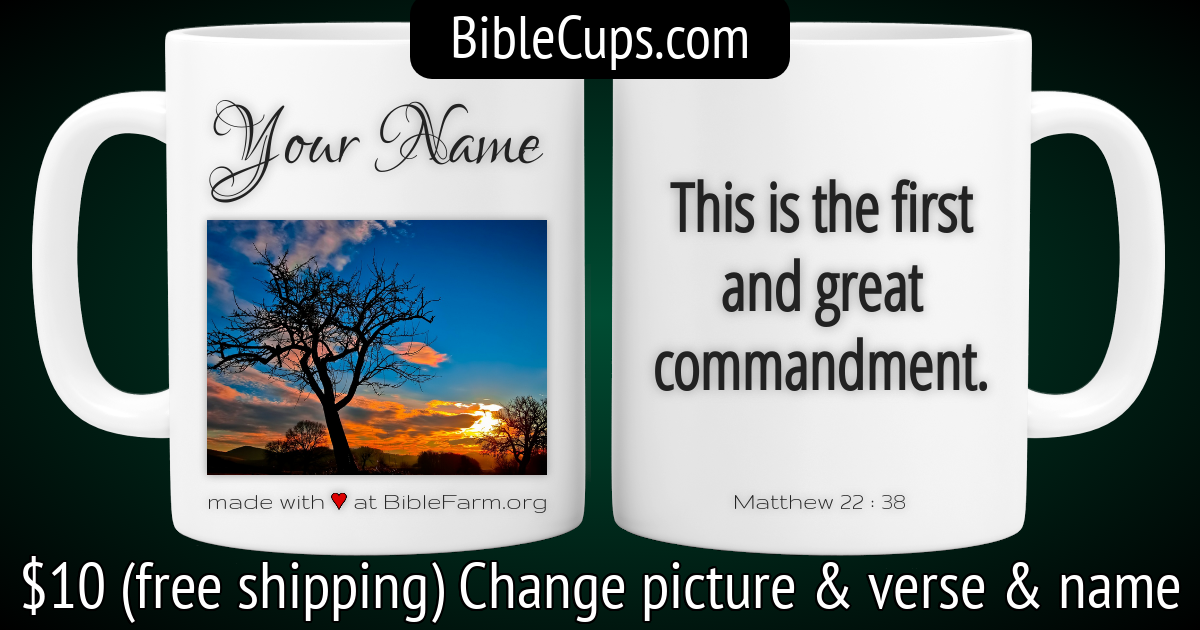 BibleCups.com
Your Name
made with ♥ at BibleFarm.org
This is the first
and great
commandment.
Matthew 22 : 38
$10 (free shipping) Change picture & verse & name